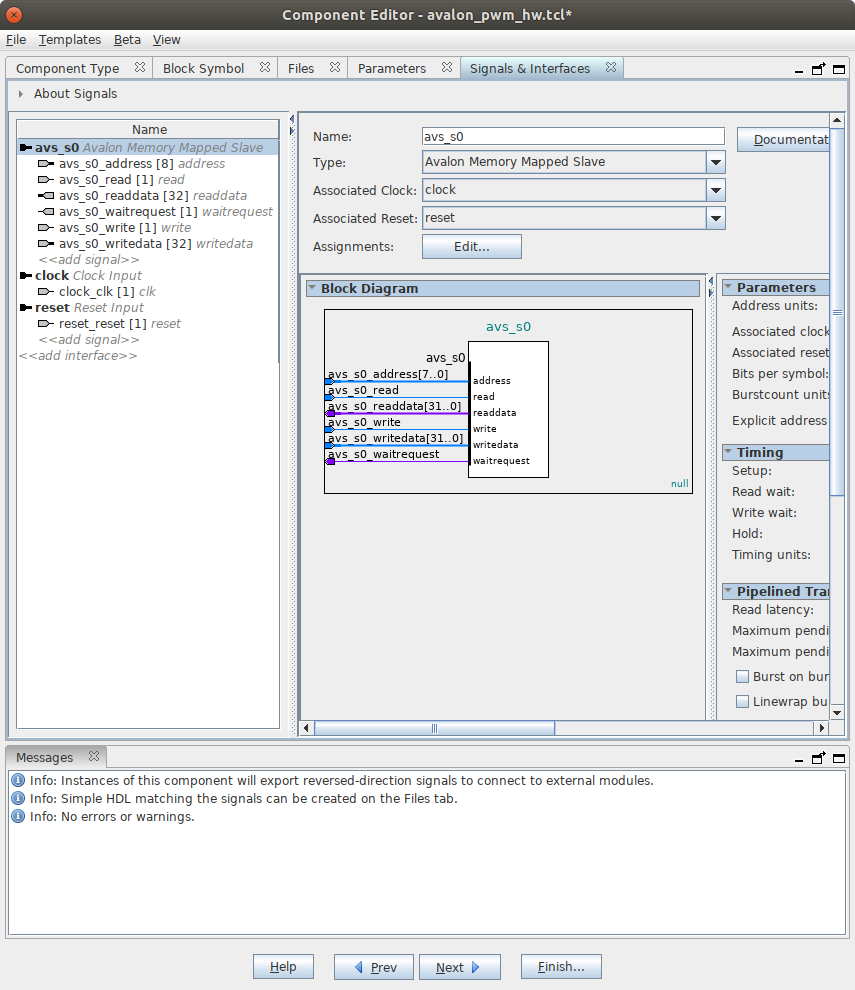 Component Editor - avalon_pwm_hw.tcl*
File Templates Beta View
Component Type Block Symbol Files Parameters Signals & Interfaces
About Signals
Name
avs_s0 Avalon Memory Mapped Slave
avs_s0_address [8] address
avs_s0_read [1] read
avs_s0_readdata [32] readdata
avs_s0_waitrequest [1] waitrequest
avs_s0_write [1] write
avs_s0_writedata [32] writedata
<<add signal>>
clock Clock Input
clock_clk [1] clk
reset Reset Input
reset_reset [1] reset
<<add signal>>
<<add interface>>
Name: avs_s0
Documentat
Type: Avalon Memory Mapped Slave
Associated Clock: clock
Associated Reset: reset
Assignments: Edit...
Block Diagram
avs_s0
avs_s0
avs_s0_address[7..0] address
avs_s0_read read
avs_s0_readdata[31..0] readdata
avs_s0_write write
avs_s0_writedata[31..0] writedata
avs_s0_waitrequest waitrequest
null
Parameters
Address units:
Associated clock
Associated reset
Bits per symbol:
Burstcount units
Explicit address
Timing
Setup:
Read wait:
Write wait:
Hold:
Timing units:
Pipelined Tran
Read latency:
Maximum pendi
Maximum pendi
Burst on bur
Linewrap bu
Messages
Info: Instances of this component will export reversed-direction signals to connect to external modules.
Info: Simple HDL matching the signals can be created on the Files tab.
Info: No errors or warnings.
Help Prev Next Finish...